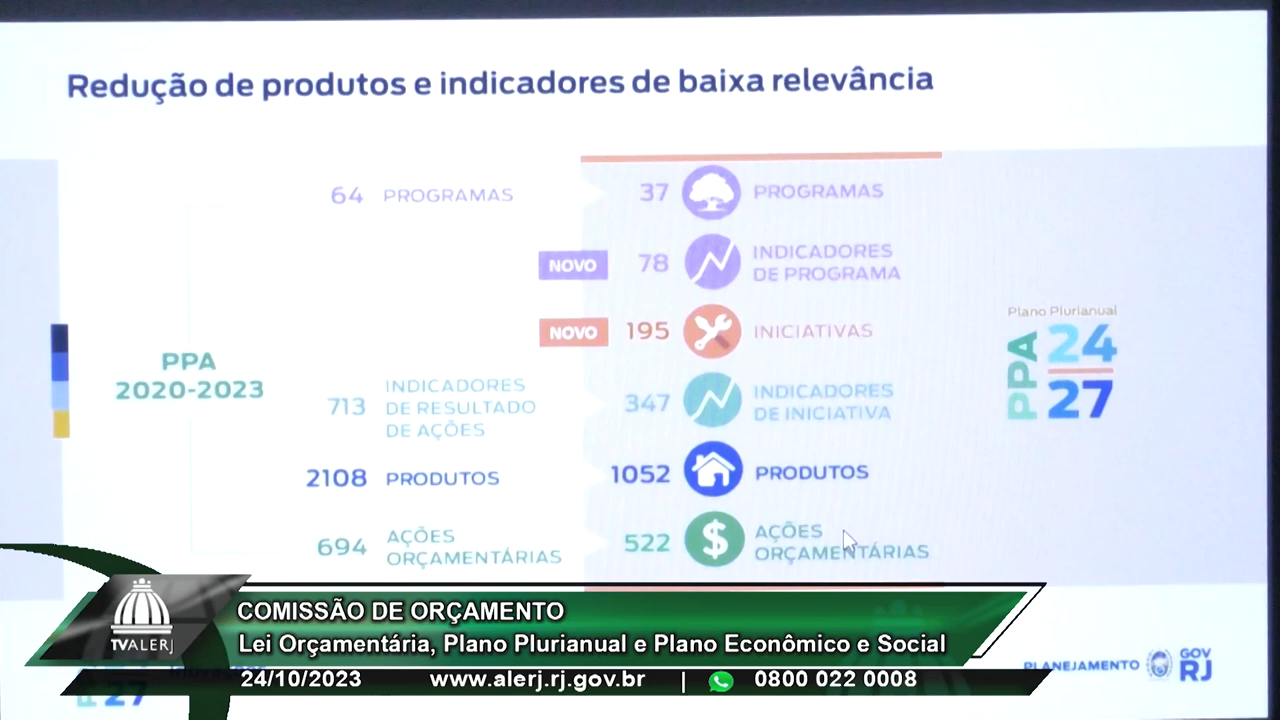 Redução de produtos e indicadores de baixa relevância
64 PROGRAMAS
37 PROGRAMAS
NOVO 78 INDICADORES
DE PROGRAMA
NOVO 195 INICIATIVAS
Plano Plurianual
PPA 24
27
PPA
2020-2023
713 INDICADORES
DE RESULTADO
DE AÇÕES
347 INDICADORES
DE INICIATIVA
2108 PRODUTOS
1052 PRODUTOS
694 AÇÕES
ORÇAMENTÁRIAS
522 $ AÇÕES
ORÇAMENTÁRIAS
TVALERJ
COMISSÃO DE ORÇAMENTO
Lei Orçamentária, Plano Plurianual e Plano Econômico e Social
24/10/2023 www.alerj.rj.gov.br | 0800 022 0008
27
PLANEJAMENTO
GOV
RJ